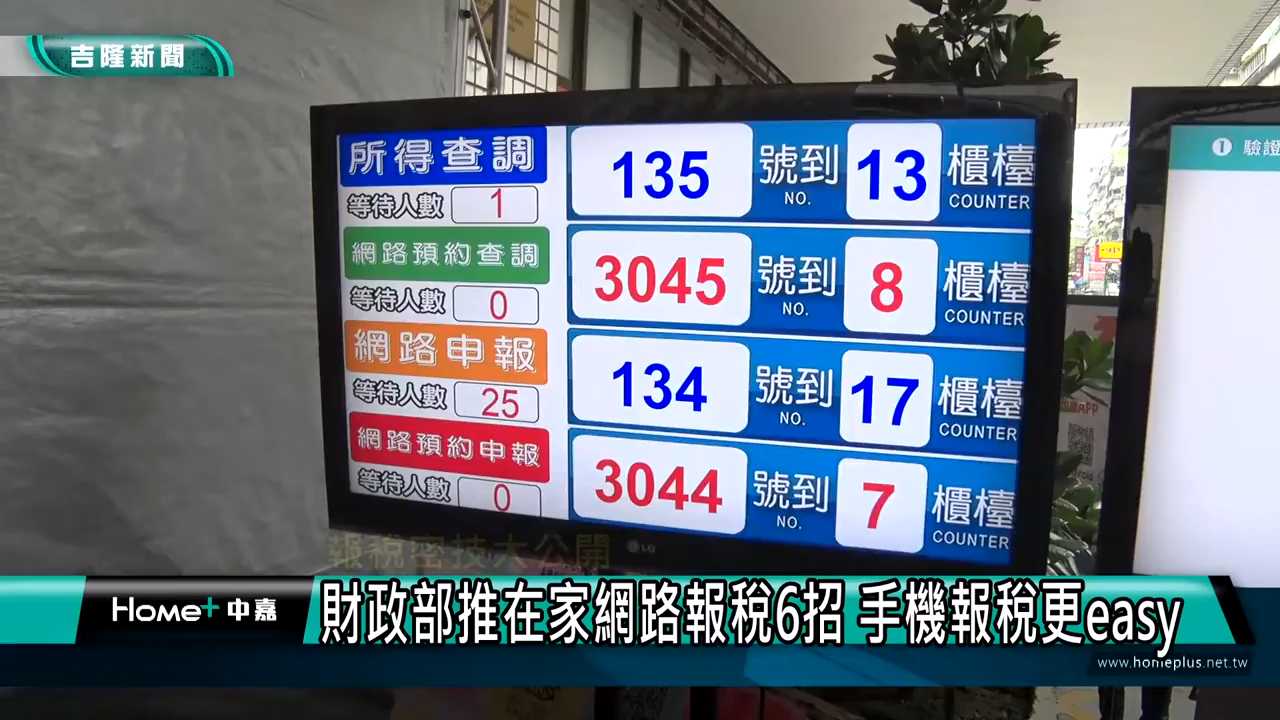 吉隆新聞
所得查調
等待人數 1
135 號到 13 櫃檯
NO. COUNTER
網路預約查調
等待人數 0
3045 號到 8 櫃檯
NO. COUNTER
網路申報
等待人數 25
134 號到 17 櫃檯
NO. COUNTER
網路預約申報
等待人數 0
3044 號到 7 櫃檯
NO. COUNTER
1 驗證
APP
LG
報稅密技大公開
Home+中嘉
財政部推在家網路報稅6招 手機報稅更easy
www.homeplus.net.tw